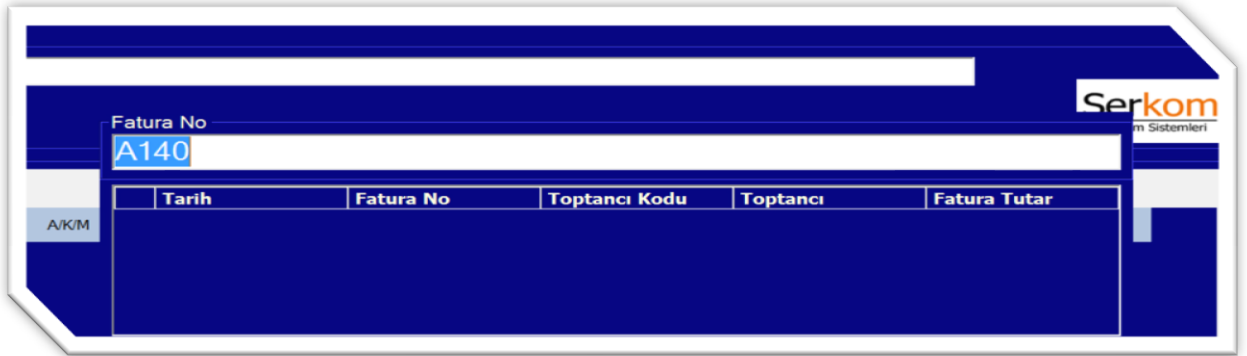 Serkom
m Sistemleri
Fatura No
A140
Tarih Fatura No Toptancı Kodu Toptancı Fatura Tutar
A/K/M